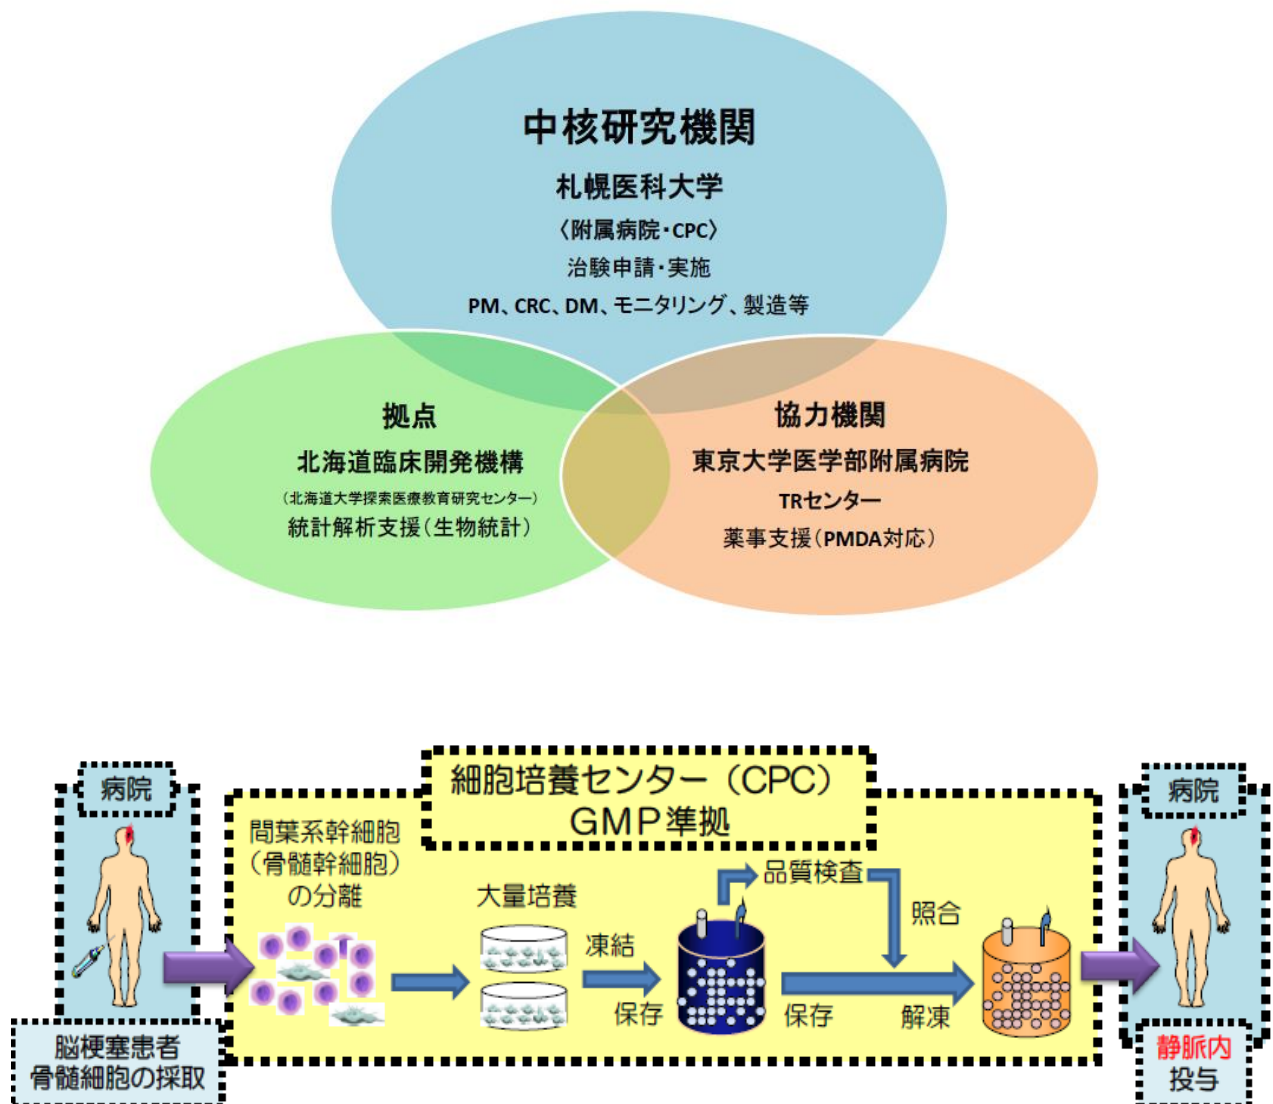 中核研究機関
札幌医科大学
〈附属病院・CPC〉
治験申請・実施
PM、CRC、DM、モニタリング、製造等
拠点
北海道臨床開発機構
（北海道大学探索医療教育研究センター）
統計解析支援（生物統計）
協力機関
東京大学医学部附属病院
TRセンター
薬事支援（PMDA対応）
病院
脳梗塞患者
骨髄細胞の採取
細胞培養センター（CPC）
GMP準拠
間葉系幹細胞
（骨髄幹細胞）
の分離
大量培養
凍結
保存
品質検査
照合
保存
解凍
病院
静脈内
投与